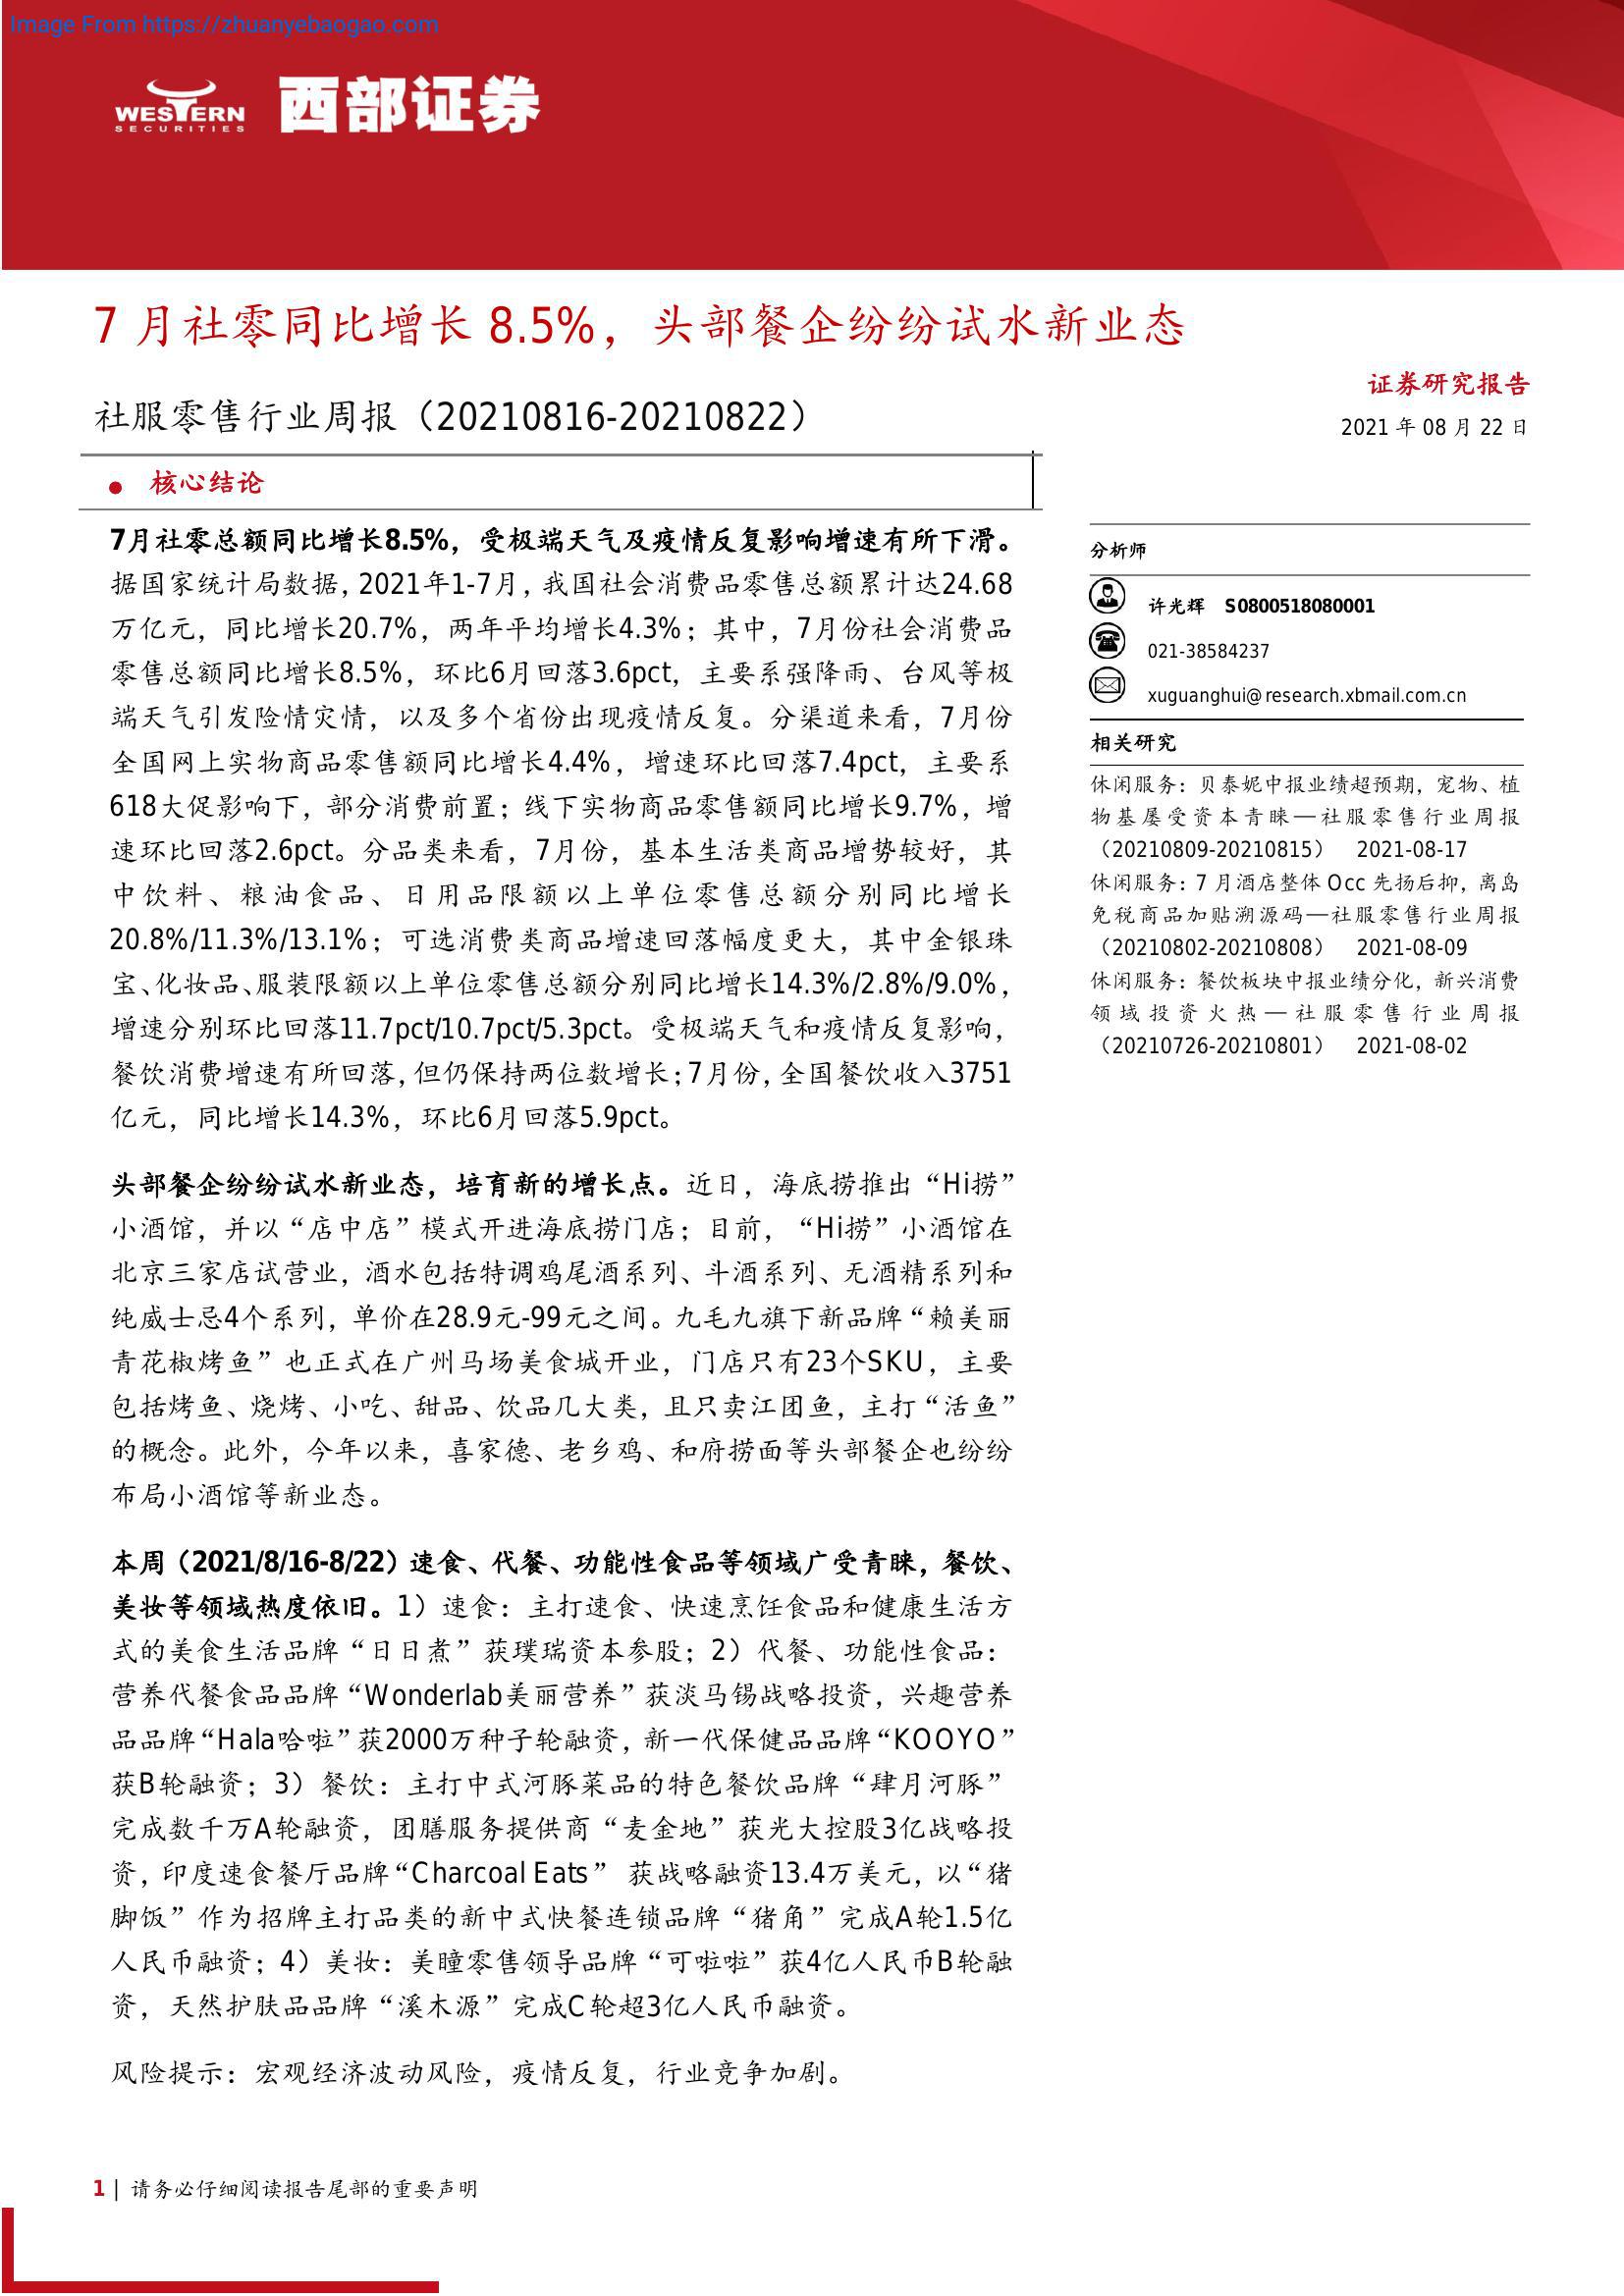 Image From https://zhuanyebaogao.com
WESTERN
SECURITIES
西部证券
7 月社零同比增长 8.5%，头部餐企纷纷试水新业态
社服零售行业周报（20210816-20210822）
证券研究报告
2021 年 08 月 22 日
● 核心结论
7月社零总额同比增长8.5%，受极端天气及疫情反复影响增速有所下滑。
据国家统计局数据，2021年1-7月，我国社会消费品零售总额累计达24.68
万亿元，同比增长20.7%，两年平均增长4.3%；其中，7月份社会消费品
零售总额同比增长8.5%，环比6月回落3.6pct，主要系强降雨、台风等极
端天气引发险情灾情，以及多个省份出现疫情反复。分渠道来看，7月份
全国网上实物商品零售额同比增长4.4%，增速环比回落7.4pct，主要系
618大促影响下，部分消费前置；线下实物商品零售额同比增长9.7%，增
速环比回落2.6pct。分品类来看，7月份，基本生活类商品增势较好，其
中饮料、粮油食品、日用品限额以上单位零售总额分别同比增长
20.8%/11.3%/13.1%；可选消费类商品增速回落幅度更大，其中金银珠
宝、化妆品、服装限额以上单位零售总额分别同比增长14.3%/2.8%/9.0%，
增速分别环比回落11.7pct/10.7pct/5.3pct。受极端天气和疫情反复影响，
餐饮消费增速有所回落，但仍保持两位数增长；7月份，全国餐饮收入3751
亿元，同比增长14.3%，环比6月回落5.9pct。
头部餐企纷纷试水新业态，培育新的增长点。近日，海底捞推出“Hi捞”
小酒馆，并以“店中店”模式开进海底捞门店；目前，“Hi捞”小酒馆在
北京三家店试营业，酒水包括特调鸡尾酒系列、斗酒系列、无酒精系列和
纯威士忌4个系列，单价在28.9元-99元之间。九毛九旗下新品牌“赖美丽
青花椒烤鱼”也正式在广州马场美食城开业，门店只有23个SKU，主要
包括烤鱼、烧烤、小吃、甜品、饮品几大类，且只卖江团鱼，主打“活鱼”
的概念。此外，今年以来，喜家德、老乡鸡、和府捞面等头部餐企也纷纷
布局小酒馆等新业态。
本周（2021/8/16-8/22）速食、代餐、功能性食品等领域广受青睐，餐饮、
美妆等领域热度依旧。1）速食：主打速食、快速烹饪食品和健康生活方
式的美食生活品牌“日日煮”获璞瑞资本参股；2）代餐、功能性食品：
营养代餐食品品牌“Wonderlab美丽营养”获淡马锡战略投资，兴趣营养
品品牌“Hala哈啦”获2000万种子轮融资，新一代保健品品牌“KOOYO”
获B轮融资；3）餐饮：主打中式河豚菜品的特色餐饮品牌“肆月河豚”
完成数千万A轮融资，团膳服务提供商“麦金地”获光大控股3亿战略投
资，印度速食餐厅品牌“Charcoal Eats” 获战略融资13.4万美元，以“猪
脚饭”作为招牌主打品类的新中式快餐连锁品牌“猪角”完成A轮1.5亿
人民币融资；4）美妆：美瞳零售领导品牌“可啦啦”获4亿人民币B轮融
资，天然护肤品品牌“溪木源”完成C轮超3亿人民币融资。
风险提示：宏观经济波动风险，疫情反复，行业竞争加剧。
分析师
许光辉 S0800518080001
021-38584237
xuguanghui@research.xbmail.com.cn
相关研究
休闲服务：贝泰妮中报业绩超预期，宠物、植
物基屡受资本青睐—社服零售行业周报
（20210809-20210815） 2021-08-17
休闲服务：7 月酒店整体 Occ 先扬后抑，离岛
免税商品加贴溯源码—社服零售行业周报
（20210802-20210808） 2021-08-09
休闲服务：餐饮板块中报业绩分化，新兴消费
领域投资火热—社服零售行业周报
（20210726-20210801） 2021-08-02
1 | 请务必仔细阅读报告尾部的重要声明